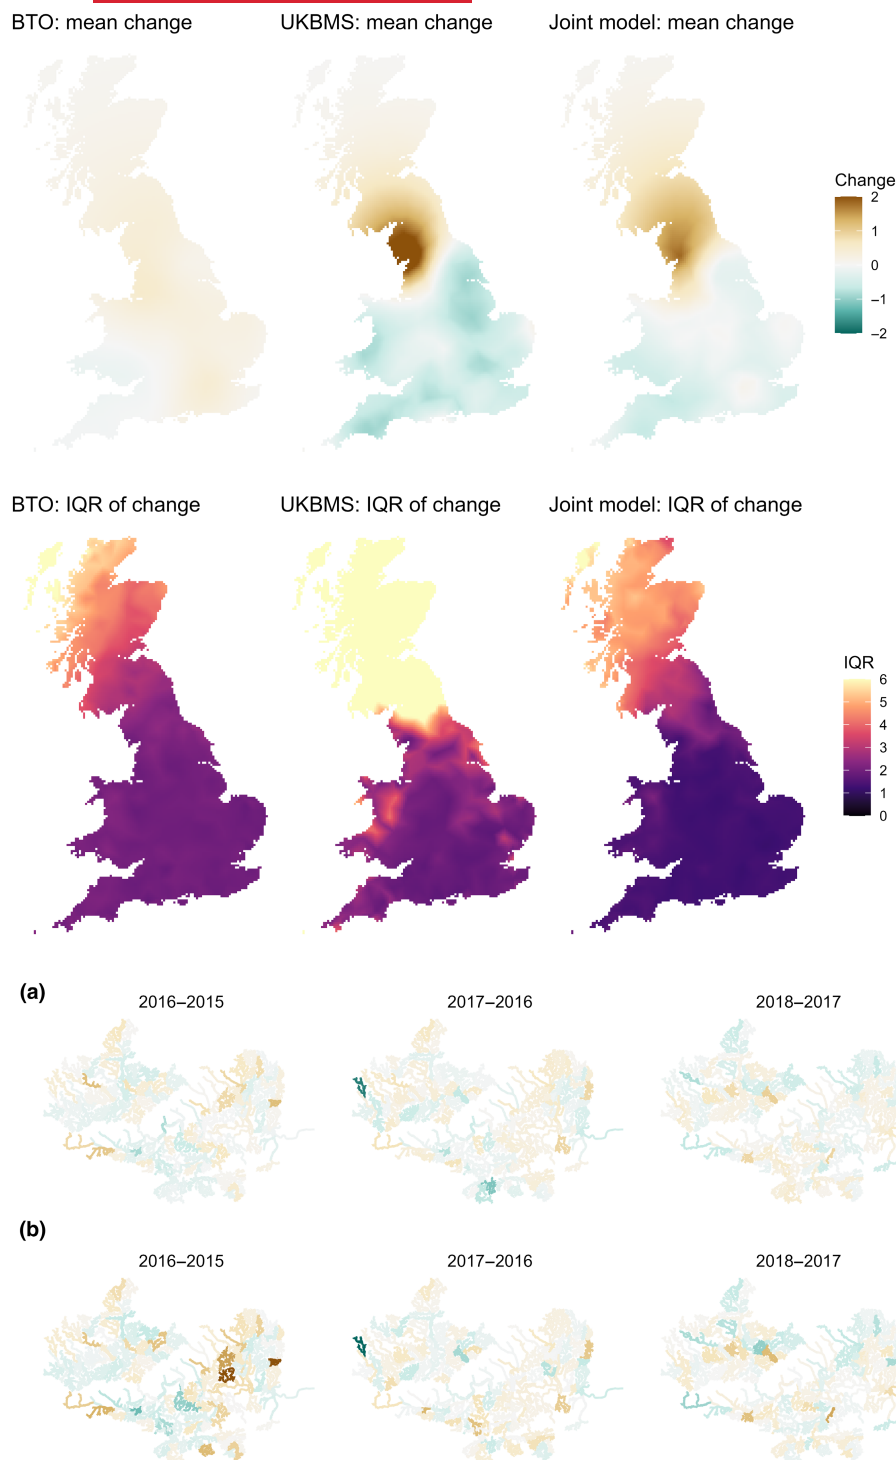 BTO: mean change
UKBMS: mean change
Joint model: mean change
Change
2
1
0
−1
−2
BTO: IQR of change
UKBMS: IQR of change
Joint model: IQR of change
IQR
6
5
4
3
2
1
0
(a)
2016–2015
2017–2016
2018–2017
(b)
2016–2015
2017–2016
2018–2017